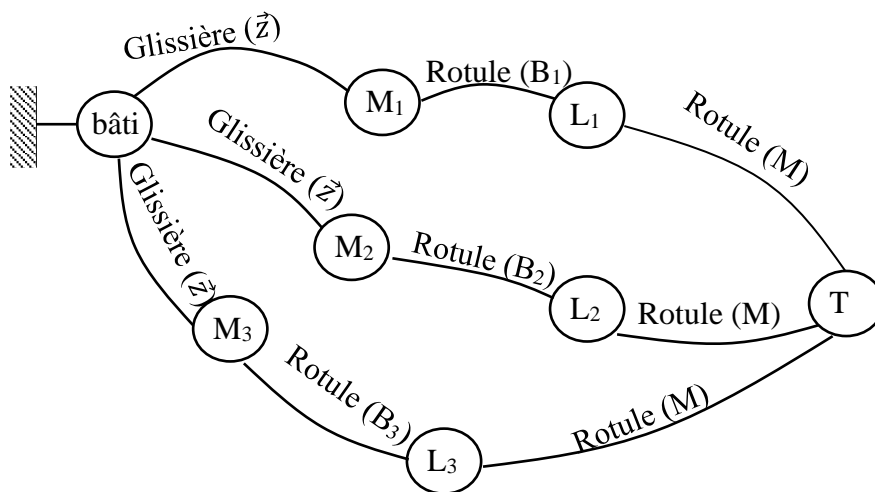 Glissière (z⃗)
M₁
Rotule (B₁)
L₁
Rotule (M)
bâti
Glissière (z⃗)
M₂
Rotule (B₂)
L₂
Rotule (M)
T
Glissière (z⃗)
M₃
Rotule (B₃)
L₃
Rotule (M)